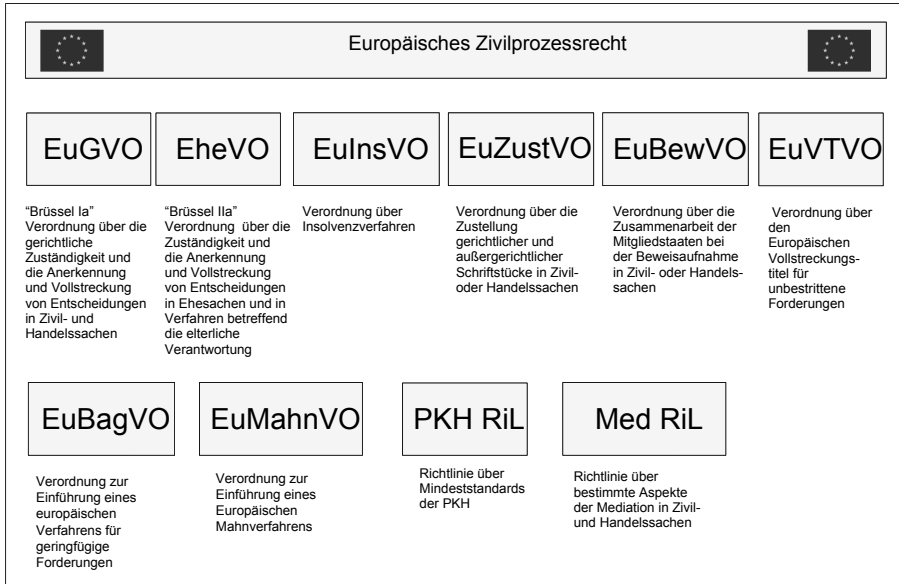 Europäisches Zivilprozessrecht
EuGVO
"Brüssel Ia"
Verordnung über die
gerichtliche
Zuständigkeit und
die Anerkennung
und Vollstreckung
von Entscheidungen
in Zivil- und
Handelssachen
EheVO
"Brüssel IIa"
Verordnung über die
Zuständigkeit und
die Anerkennung
und Vollstreckung
von Entscheidungen
in Ehesachen und in
Verfahren betreffend
die elterliche
Verantwortung
EuInsVO
Verordnung über
Insolvenzverfahren
EuZustVO
Verordnung über die
Zustellung
gerichtlicher und
außergerichtlicher
Schriftstücke in Zivil-
oder Handelssachen
EuBewVO
Verordnung über die
Zusammenarbeit der
Mitgliedstaaten bei
der Beweisaufnahme
in Zivil- oder Handels-
sachen
EuVTVO
Verordnung über
den
Europäischen
Vollstreckungs-
titel für
unbestrittene
Forderungen
EuBagVO
Verordnung zur
Einführung eines
europäischen
Verfahrens für
geringfügige
Forderungen
EuMahnVO
Verordnung zur
Einführung eines
Europäischen
Mahnverfahrens
PKH RiL
Richtlinie über
Mindeststandards
der PKH
Med RiL
Richtlinie über
bestimmte Aspekte
der Mediation in Zivil-
und Handelssachen